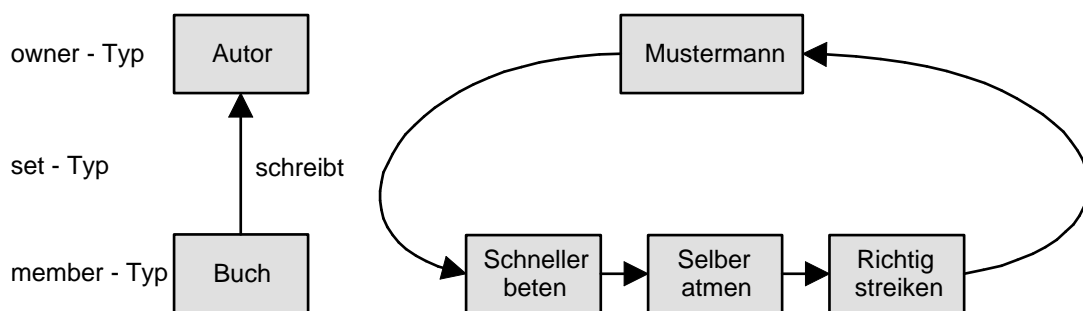 owner - Typ
Autor
Mustermann
set - Typ
schreibt
member - Typ
Buch
Schneller
beten
Selber
atmen
Richtig
streiken